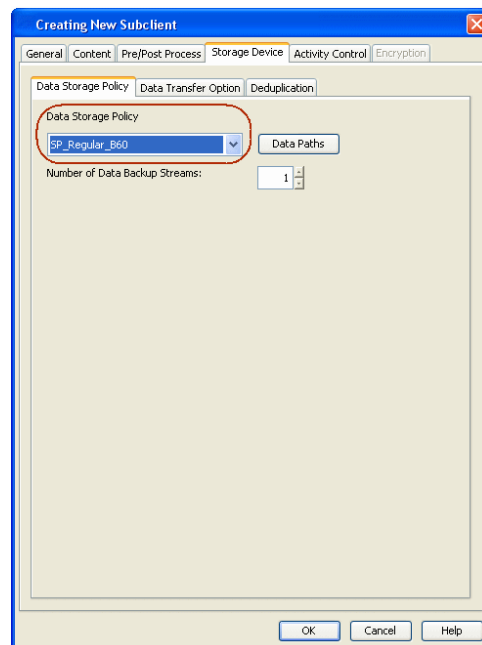 Creating New Subclient
General Content Pre/Post Process Storage Device Activity Control Encryption
Data Storage Policy Data Transfer Option Deduplication
Data Storage Policy
SP_Regular_B60 Data Paths
Number of Data Backup Streams: 1
OK Cancel Help